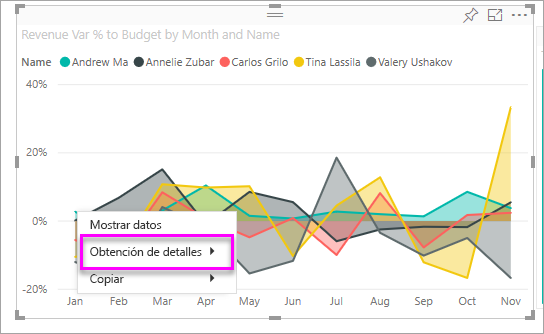 Revenue Var % to Budget by Month and Name
Name Andrew Ma Annelie Zubar Carlos Grilo Tina Lassila Valery Ushakov
40%
20%
0%
-20%
Mostrar datos
Obtención de detalles
Copiar
Jan Feb Mar Apr May Jun Jul Aug Sep Oct Nov